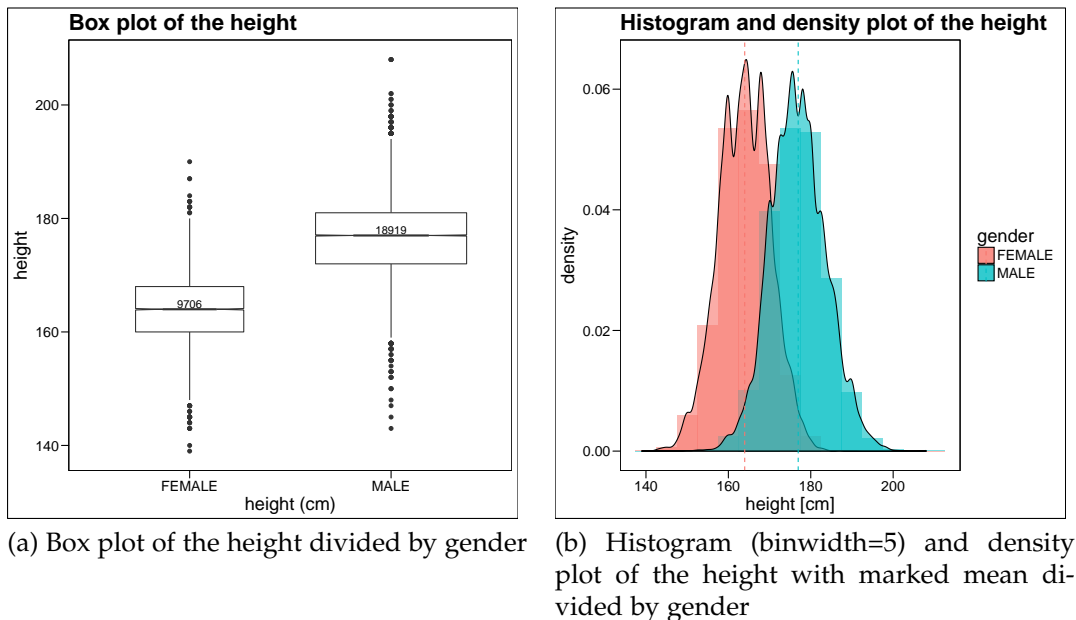 Box plot of the height
height
200
180
160
140
9706
18919
FEMALE
MALE
height (cm)
(a) Box plot of the height divided by gender
Histogram and density plot of the height
density
0.06
0.04
0.02
0.00
140
160
180
200
height [cm]
gender
FEMALE
MALE
(b) Histogram (binwidth=5) and density
plot of the height with marked mean di-
vided by gender